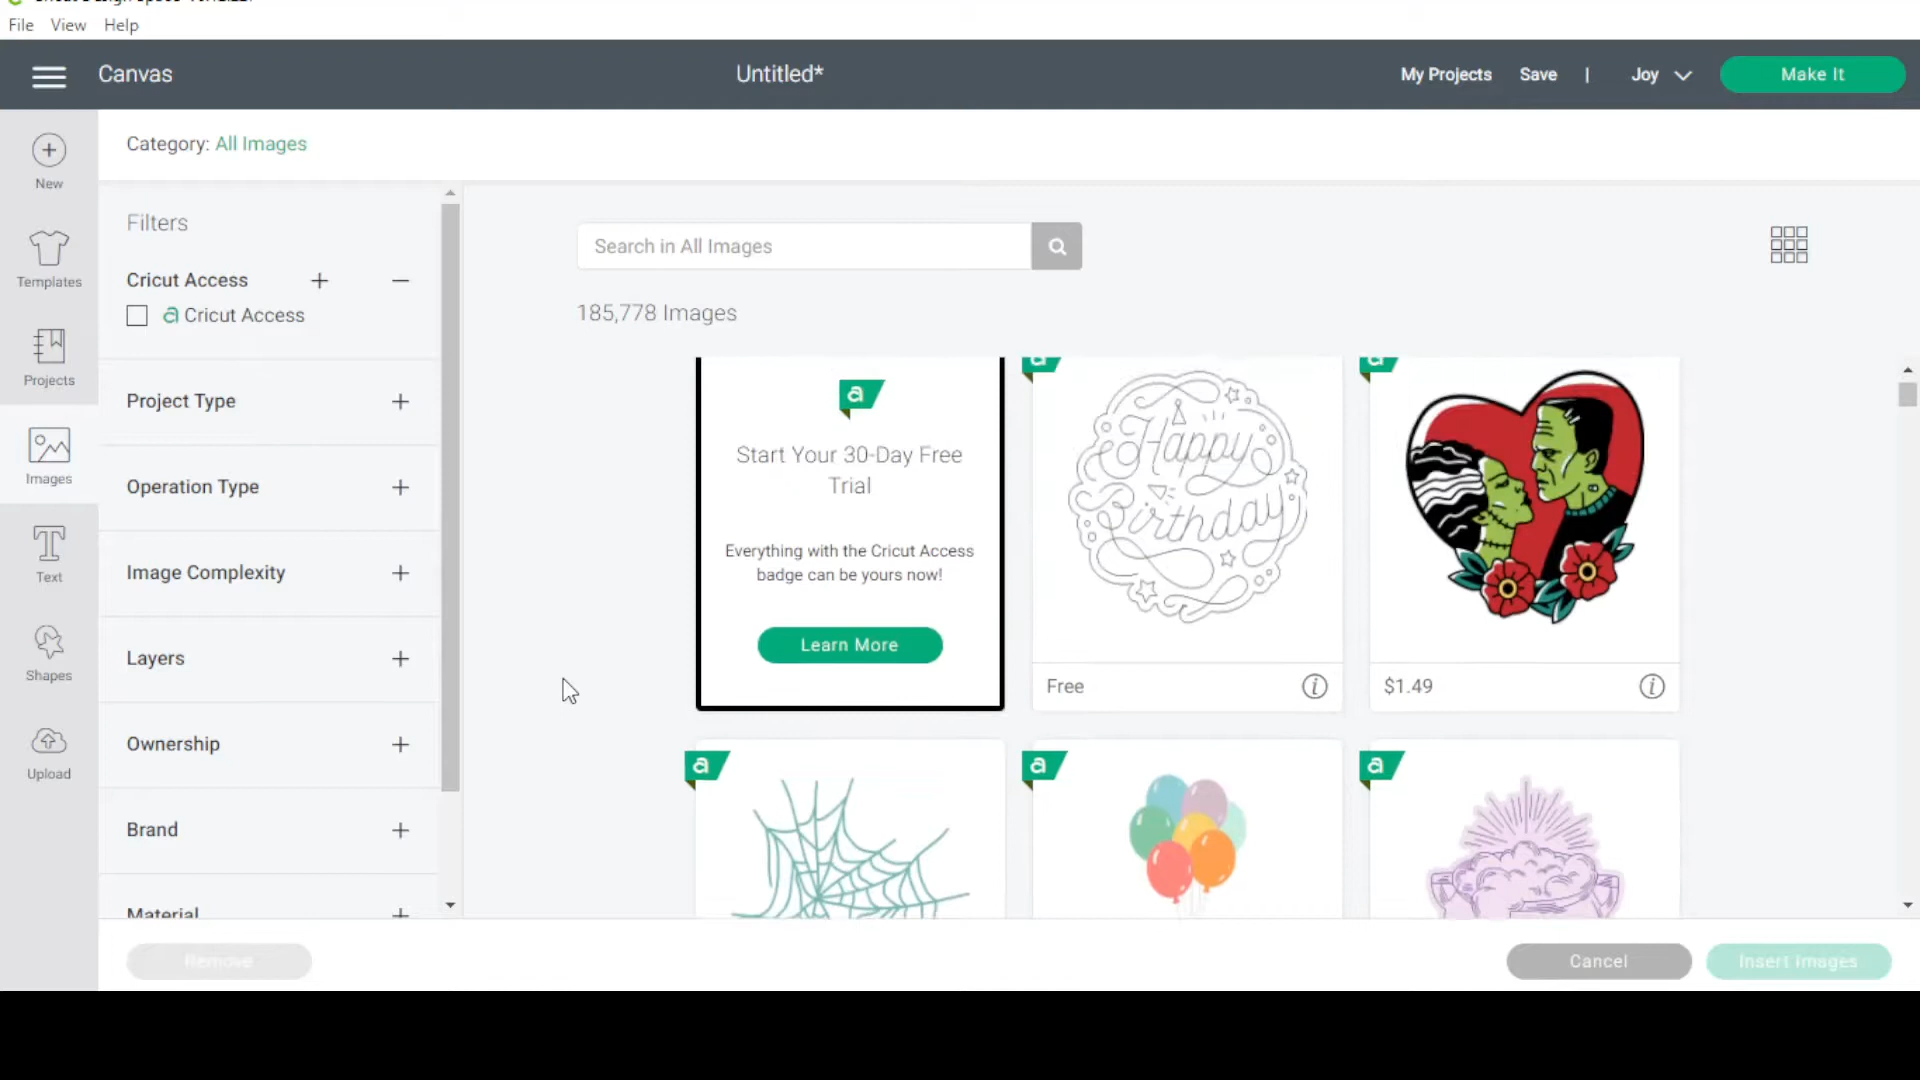 File View Help
Canvas
Untitled*
My Projects Save | Joy
Make It
New
Templates
Projects
Images
Text
Shapes
Upload
Category: All Images
Filters
Cricut Access
a Cricut Access
Project Type
Operation Type
Image Complexity
Layers
Ownership
Brand
Material
Search in All Images
185,778 Images
a
Start Your 30-Day Free
Trial
Everything with the Cricut Access
badge can be yours now!
Learn More
a
Happy
Birthday
Free
a
$1.49
a
a
a
Remove
Cancel
Insert Images